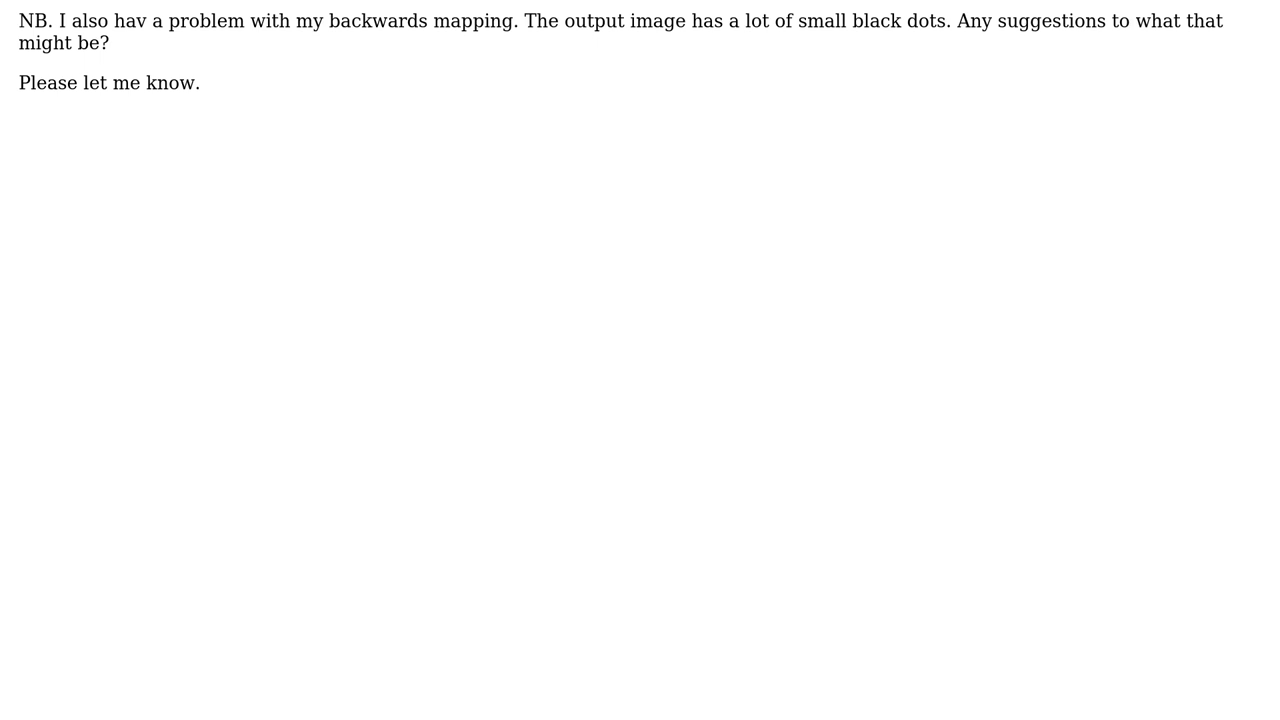 NB. I also hav a problem with my backwards mapping. The output image has a lot of small black dots. Any suggestions to what that
might be?
Please let me know.